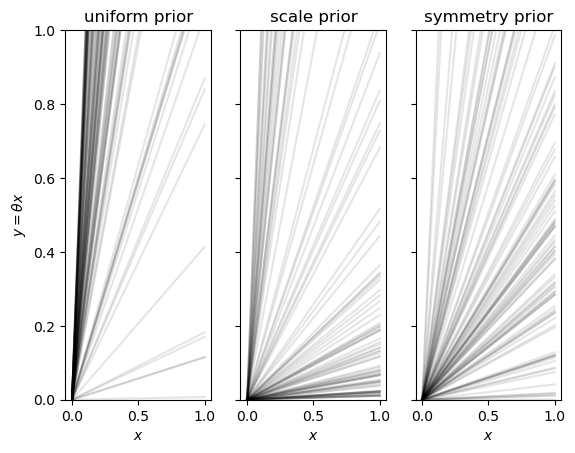 uniform prior
scale prior
symmetry prior
1.0
0.8
0.6
0.4
0.2
0.0
y = θx
0.0 0.5 1.0
0.0 0.5 1.0
0.0 0.5 1.0
x
x
x